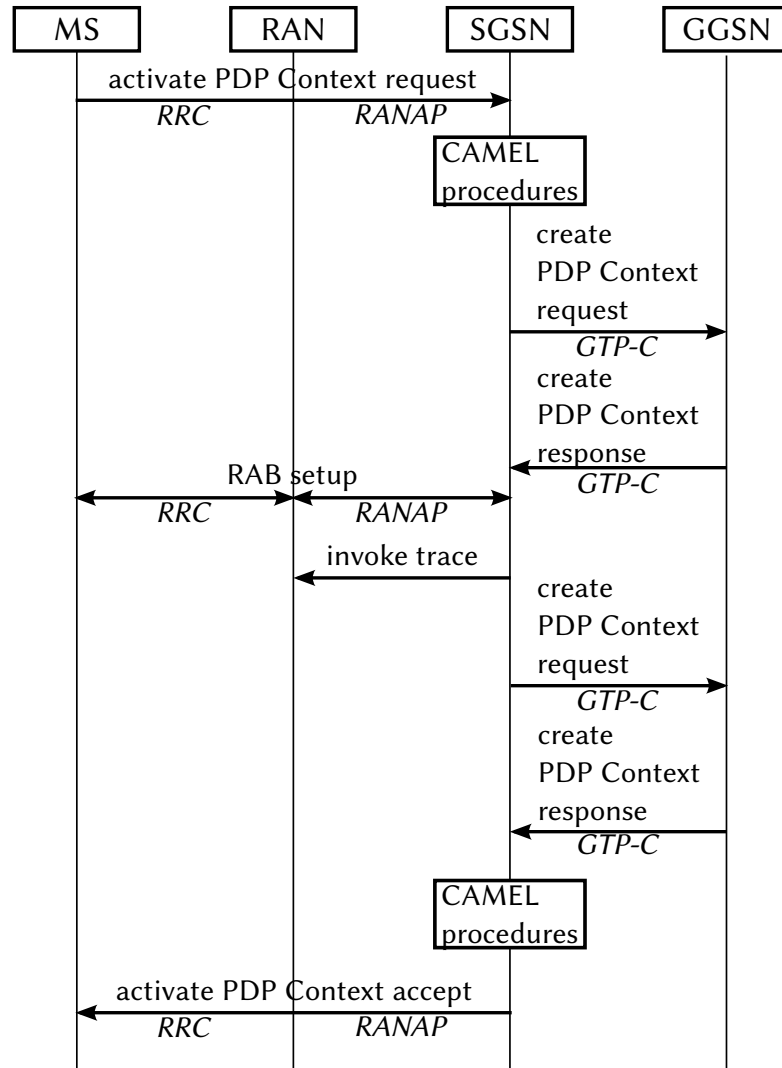 MS RAN SGSN GGSN
activate PDP Context request
RRC RANAP
CAMEL
procedures
create
PDP Context
request
GTP-C
create
PDP Context
response
GTP-C
RAB setup
RRC RANAP
invoke trace
create
PDP Context
request
GTP-C
create
PDP Context
response
GTP-C
CAMEL
procedures
activate PDP Context accept
RRC RANAP